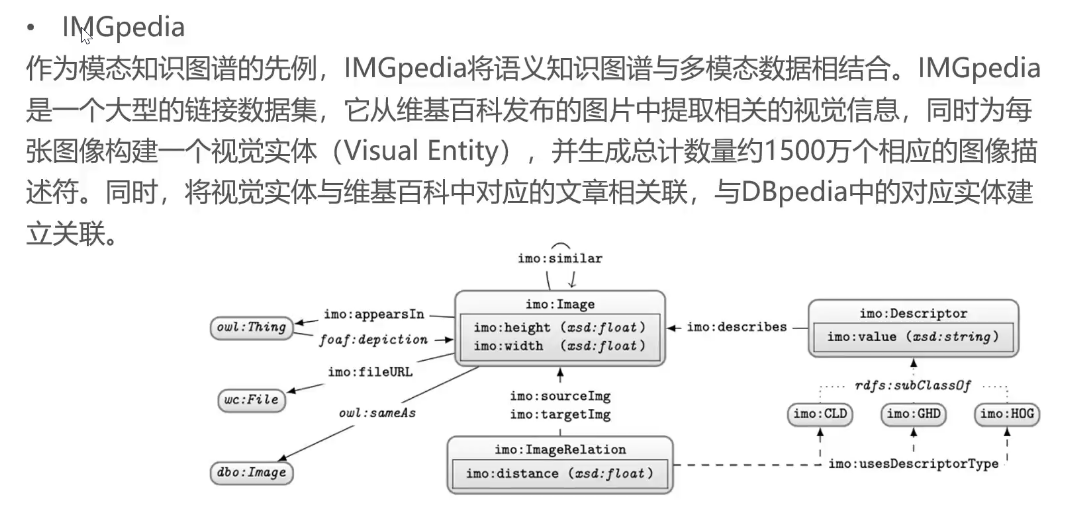 • IMGpedia
作为模态知识图谱的先例，IMGpedia将语义知识图谱与多模态数据相结合。IMGpedia
是一个大型的链接数据集，它从维基百科发布的图片中提取相关的视觉信息，同时为每
张图像构建一个视觉实体（Visual Entity），并生成总计数量约1500万个相应的图像描
述符。同时，将视觉实体与维基百科中对应的文章相关联，与DBpedia中的对应实体建
立关联。
imo:similar
imo:Image
imo:height (xsd:float)
imo:width (xsd:float)
owl:Thing
imo:appearsIn
foaf:depiction
imo:fileURL
wc:File
owl:sameAs
dbo:Image
imo:describes
imo:Descriptor
imo:value (xsd:string)
rdfs:subClassOf
imo:CLD
imo:GHD
imo:HOG
imo:sourceImg
imo:targetImg
imo:ImageRelation
imo:distance (xsd:float)
imo:usesDescriptorType